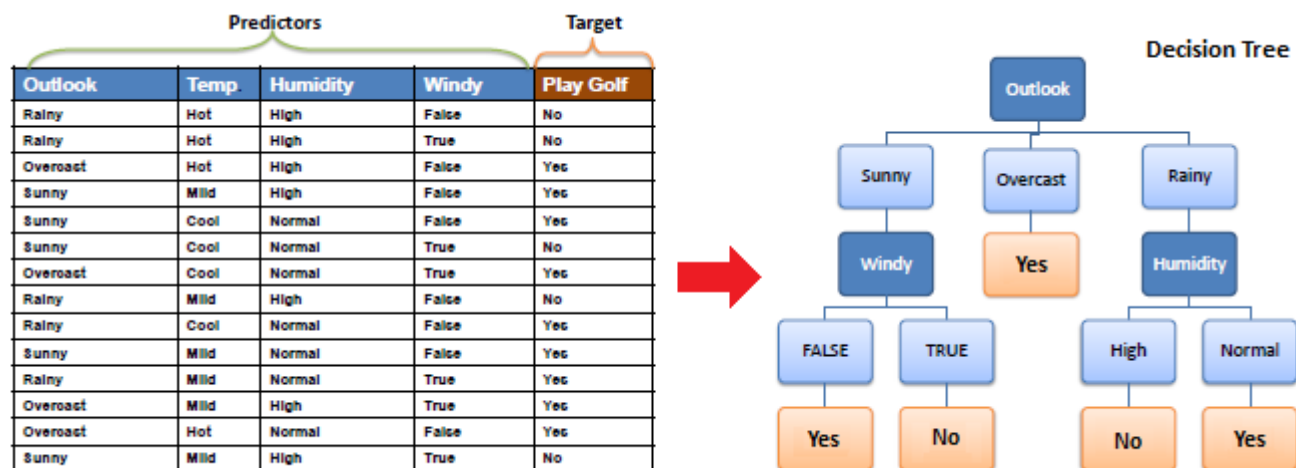 Predictors Target
Outlook Temp. Humidity Windy Play Golf
Rainy Hot High False No
Rainy Hot High True No
Overcast Hot High False Yes
Sunny Mild High False Yes
Sunny Cool Normal False Yes
Sunny Cool Normal True No
Overcast Cool Normal True Yes
Rainy Mild High False No
Rainy Cool Normal False Yes
Sunny Mild Normal False Yes
Rainy Mild Normal True Yes
Overcast Mild High True Yes
Overcast Hot Normal False Yes
Sunny Mild High True No
Decision Tree
Outlook
Sunny Overcast Rainy
Windy Yes Humidity
FALSE TRUE High Normal
Yes No No Yes